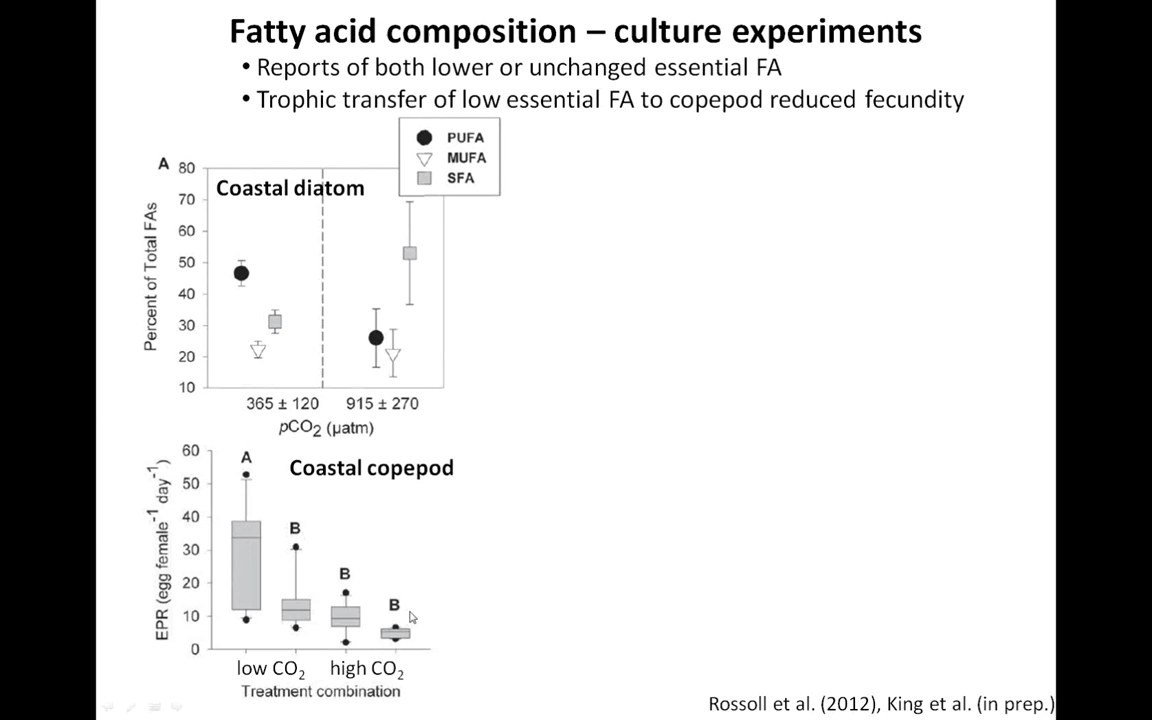 Fatty acid composition – culture experiments
• Reports of both lower or unchanged essential FA
• Trophic transfer of low essential FA to copepod reduced fecundity
PUFA
MUFA
SFA
A
Coastal diatom
80
70
60
50
40
30
20
10
Percent of Total FAs
365 ± 120 915 ± 270
pCO2 (µatm)
Coastal copepod
60
50
40
30
20
10
0
EPR (egg female⁻¹ day⁻¹)
A
B
B
B
low CO2 high CO2
Treatment combination
Rossoll et al. (2012), King et al. (in prep.)